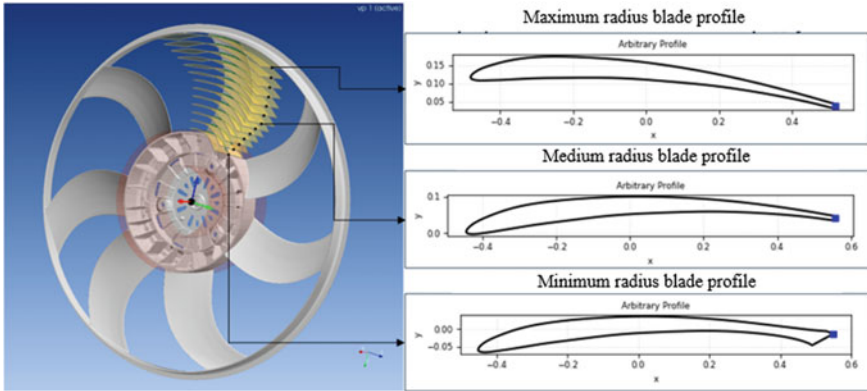 vp 1 (active)
Maximum radius blade profile
Arbitrary Profile
0.15
0.10
0.05
y
−0.4
−0.2
0.0
0.2
0.4
x
Medium radius blade profile
Arbitrary Profile
0.1
0.0
y
−0.4
−0.2
0.0
0.2
0.4
0.6
x
Minimum radius blade profile
Arbitrary Profile
0.00
−0.05
y
−0.4
−0.2
0.0
0.2
0.4
0.6
x